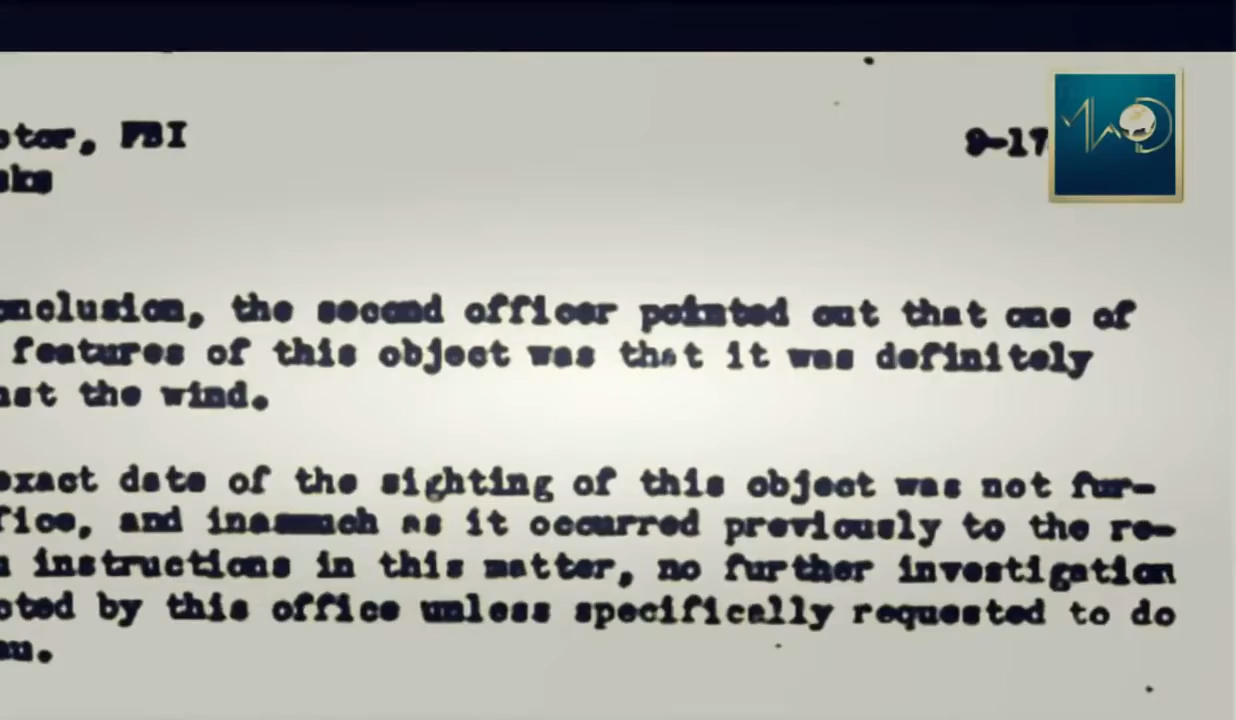 ctor, FBI 9-17
sks
onclusion, the second officer pointed out that one of
features of this object was that it was definitely
nst the wind.
exact date of the sighting of this object was not fur-
fice, and inasmuch as it occurred previously to the re-
instructions in this matter, no further investigation
cted by this office unless specifically requested to do
au.